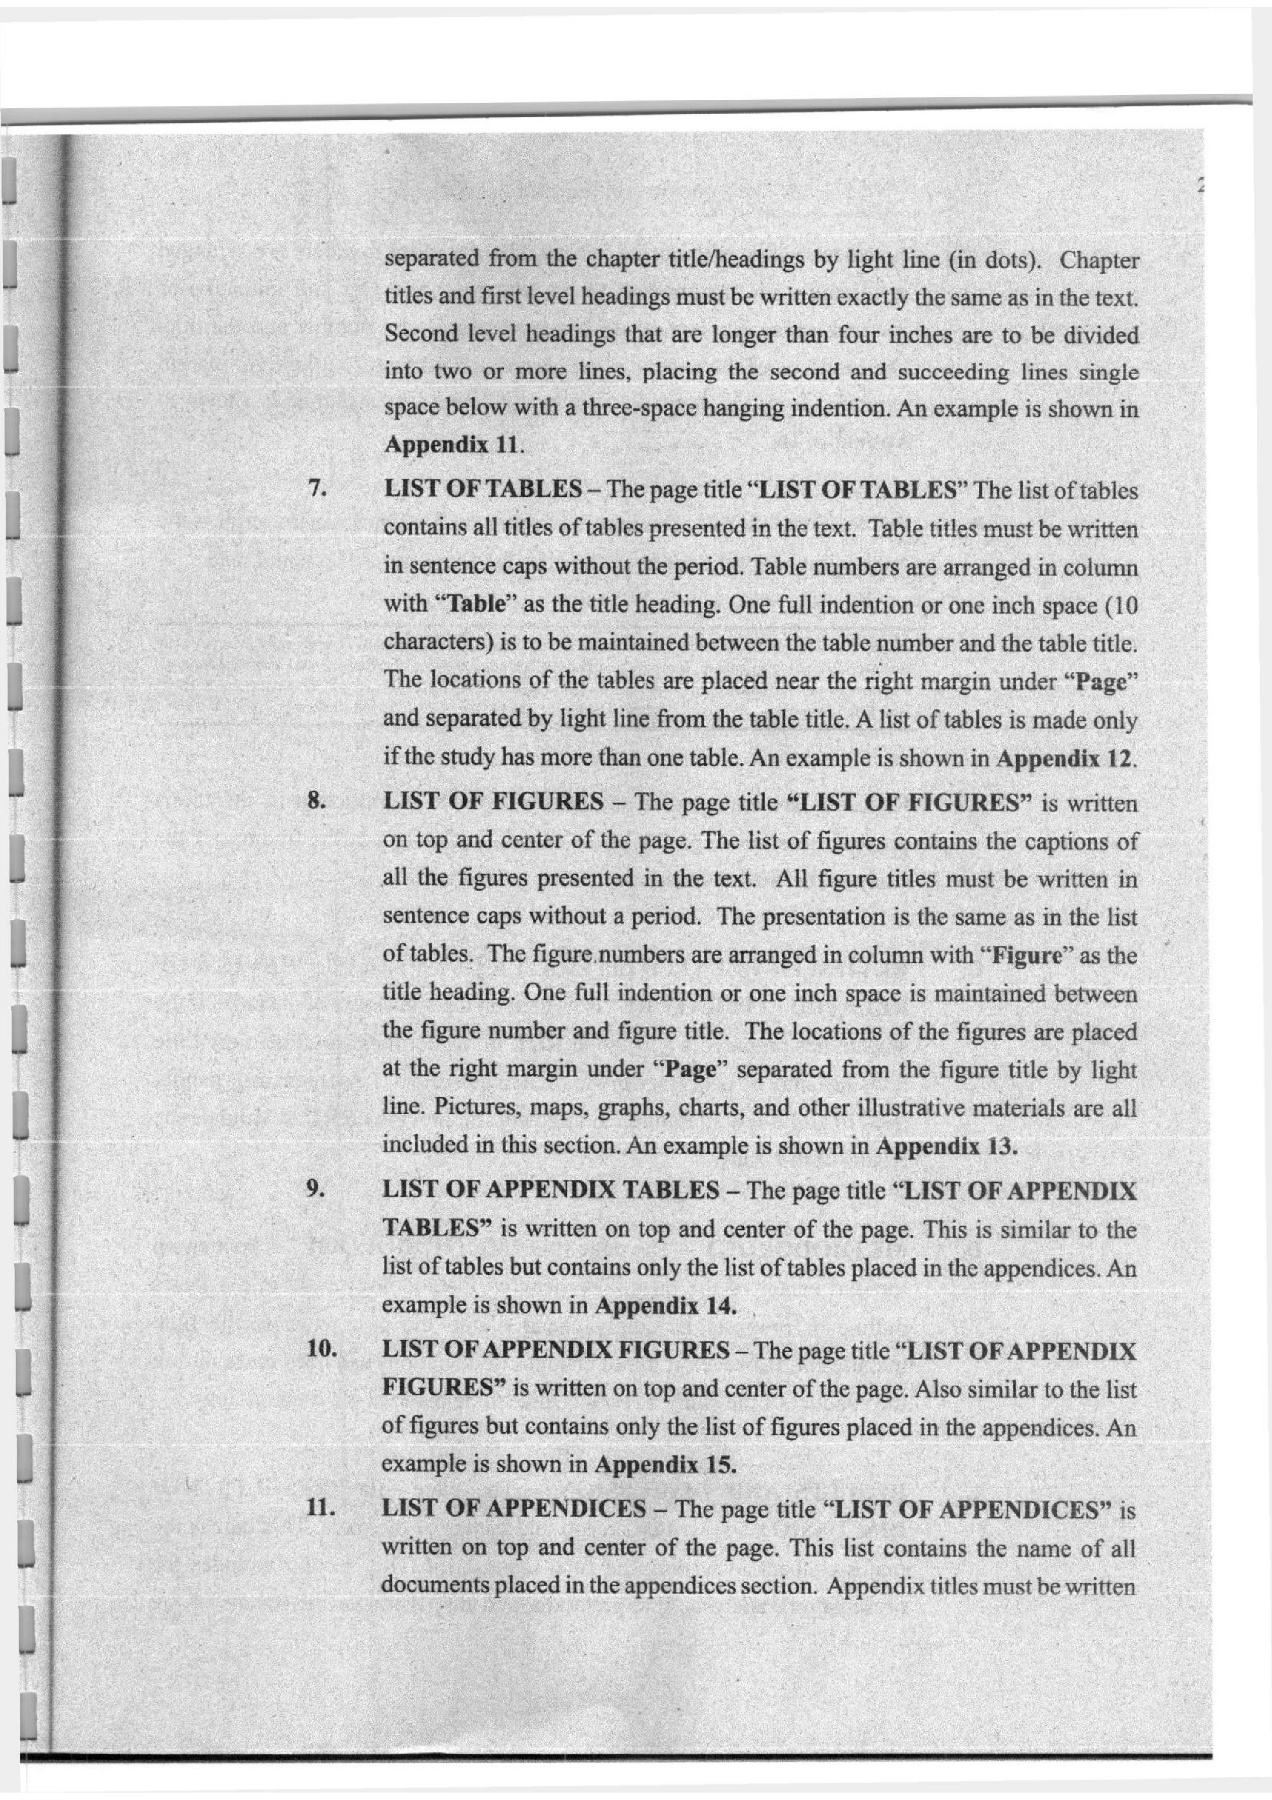 2
separated from the chapter title/headings by light line (in dots). Chapter
titles and first level headings must be written exactly the same as in the text.
Second level headings that are longer than four inches are to be divided
into two or more lines, placing the second and succeeding lines single
space below with a three-space hanging indention. An example is shown in
Appendix 11.
7. LIST OF TABLES – The page title “LIST OF TABLES” The list of tables
contains all titles of tables presented in the text. Table titles must be written
in sentence caps without the period. Table numbers are arranged in column
with “Table” as the title heading. One full indention or one inch space (10
characters) is to be maintained between the table number and the table title.
The locations of the tables are placed near the right margin under “Page”
and separated by light line from the table title. A list of tables is made only
if the study has more than one table. An example is shown in Appendix 12.
8. LIST OF FIGURES – The page title “LIST OF FIGURES” is written
on top and center of the page. The list of figures contains the captions of
all the figures presented in the text. All figure titles must be written in
sentence caps without a period. The presentation is the same as in the list
of tables. The figure numbers are arranged in column with “Figure” as the
title heading. One full indention or one inch space is maintained between
the figure number and figure title. The locations of the figures are placed
at the right margin under “Page” separated from the figure title by light
line. Pictures, maps, graphs, charts, and other illustrative materials are all
included in this section. An example is shown in Appendix 13.
9. LIST OF APPENDIX TABLES – The page title “LIST OF APPENDIX
TABLES” is written on top and center of the page. This is similar to the
list of tables but contains only the list of tables placed in the appendices. An
example is shown in Appendix 14.
10. LIST OF APPENDIX FIGURES – The page title “LIST OF APPENDIX
FIGURES” is written on top and center of the page. Also similar to the list
of figures but contains only the list of figures placed in the appendices. An
example is shown in Appendix 15.
11. LIST OF APPENDICES – The page title “LIST OF APPENDICES” is
written on top and center of the page. This list contains the name of all
documents placed in the appendices section. Appendix titles must be written